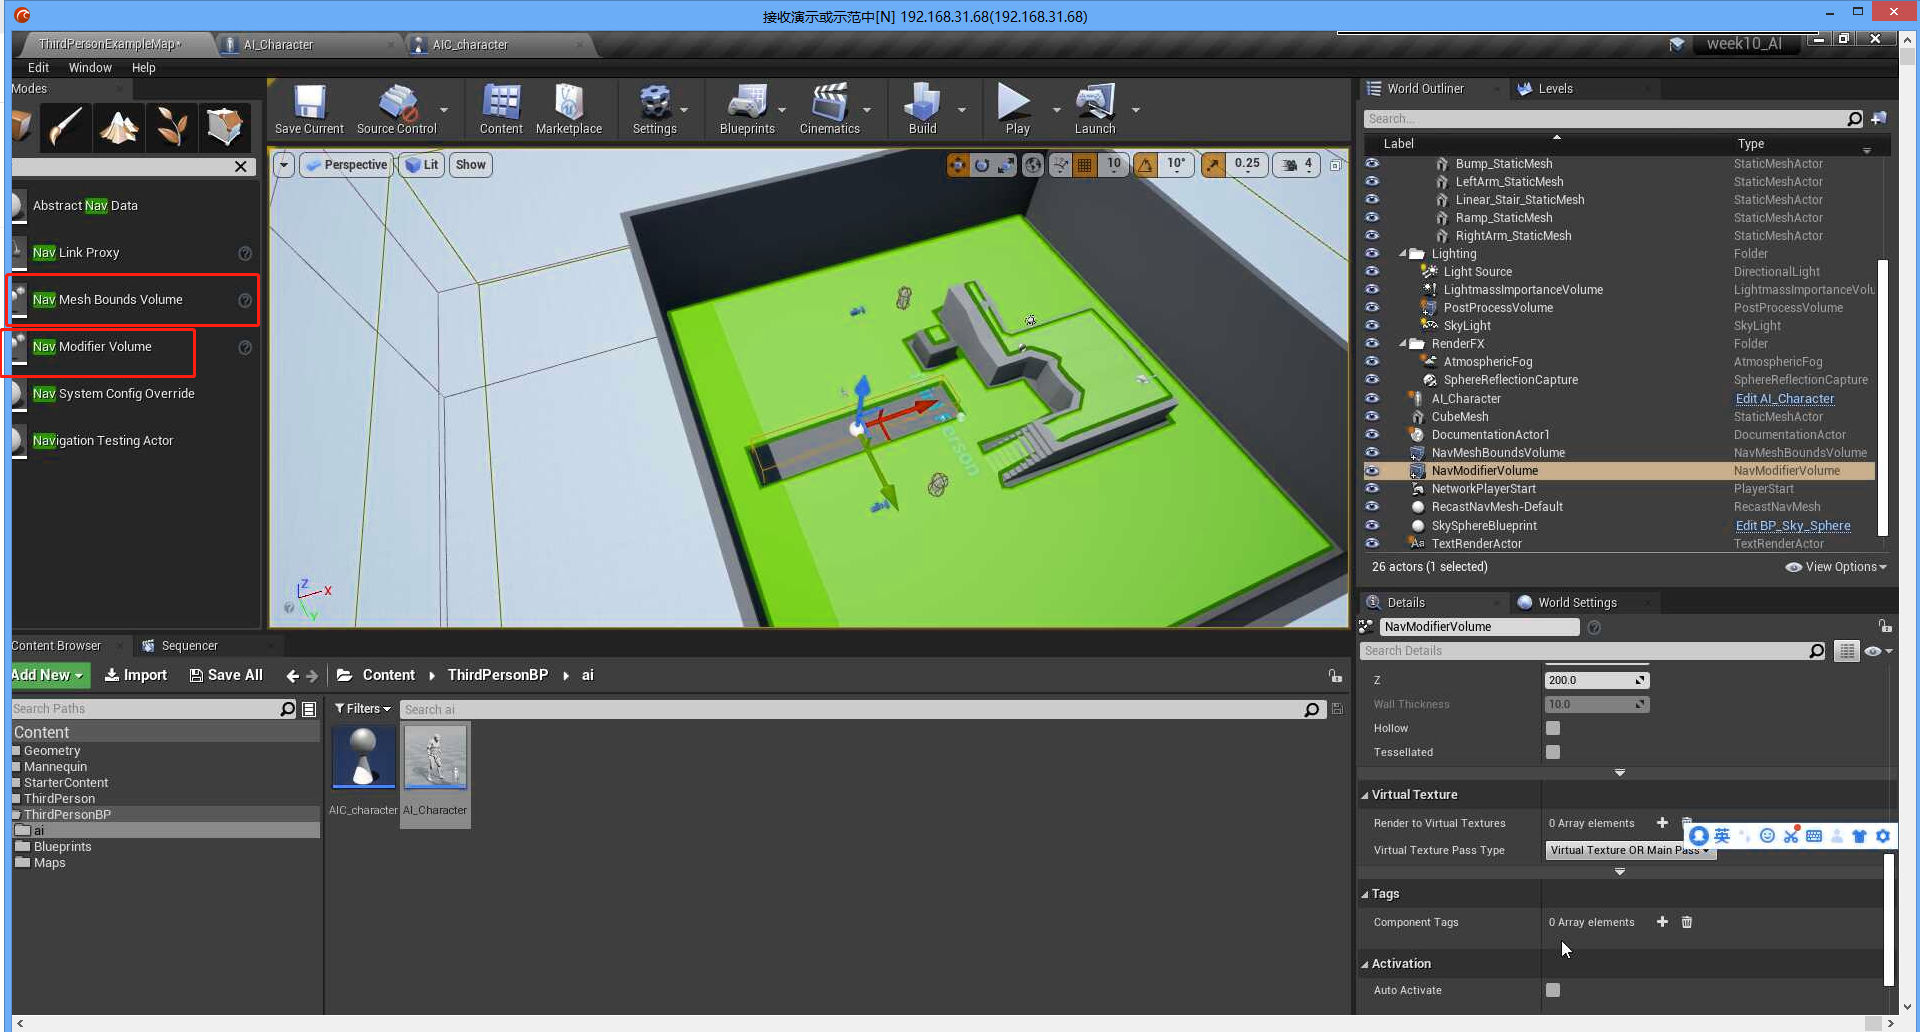 接收演示或示范中[N] 192.168.31.68(192.168.31.68)
ThirdPersonExampleMap*
AI_Character
AIC_character
week10_AI
Edit Window Help
Modes
Save Current
Source Control
Content
Marketplace
Settings
Blueprints
Cinematics
Build
Play
Launch
Abstract Nav Data
Nav Link Proxy
Nav Mesh Bounds Volume
Nav Modifier Volume
Nav System Config Override
Navigation Testing Actor
Perspective
Lit
Show
10
10°
0.25
4
Z
X
Y
World Outliner
Levels
Search...
Label Type
Bump_StaticMesh StaticMeshActor
LeftArm_StaticMesh StaticMeshActor
Linear_Stair_StaticMesh StaticMeshActor
Ramp_StaticMesh StaticMeshActor
RightArm_StaticMesh StaticMeshActor
Lighting Folder
Light Source DirectionalLight
LightmassImportanceVolume LightmassImportanceVolu
PostProcessVolume PostProcessVolume
SkyLight SkyLight
RenderFX Folder
AtmosphericFog AtmosphericFog
SphereReflectionCapture SphereReflectionCapture
AI_Character Edit AI_Character
CubeMesh StaticMeshActor
DocumentationActor1 DocumentationActor
NavMeshBoundsVolume NavMeshBoundsVolume
NavModifierVolume NavModifierVolume
NetworkPlayerStart PlayerStart
RecastNavMesh-Default RecastNavMesh
SkySphereBlueprint Edit BP_Sky_Sphere
TextRenderActor TextRenderActor
26 actors (1 selected)
View Options
Details
World Settings
NavModifierVolume
Search Details
Z 200.0
Wall Thickness 10.0
Hollow
Tessellated
Virtual Texture
Render to Virtual Textures 0 Array elements
英
Virtual Texture Pass Type Virtual Texture OR Main Pass
Tags
Component Tags 0 Array elements
Activation
Auto Activate
Content Browser
Sequencer
Add New
Import
Save All
Content
ThirdPersonBP
ai
Search Paths
Filters
Search ai
Content
Geometry
Mannequin
StarterContent
ThirdPerson
ThirdPersonBP
ai
Blueprints
Maps
AIC_character
AI_Character